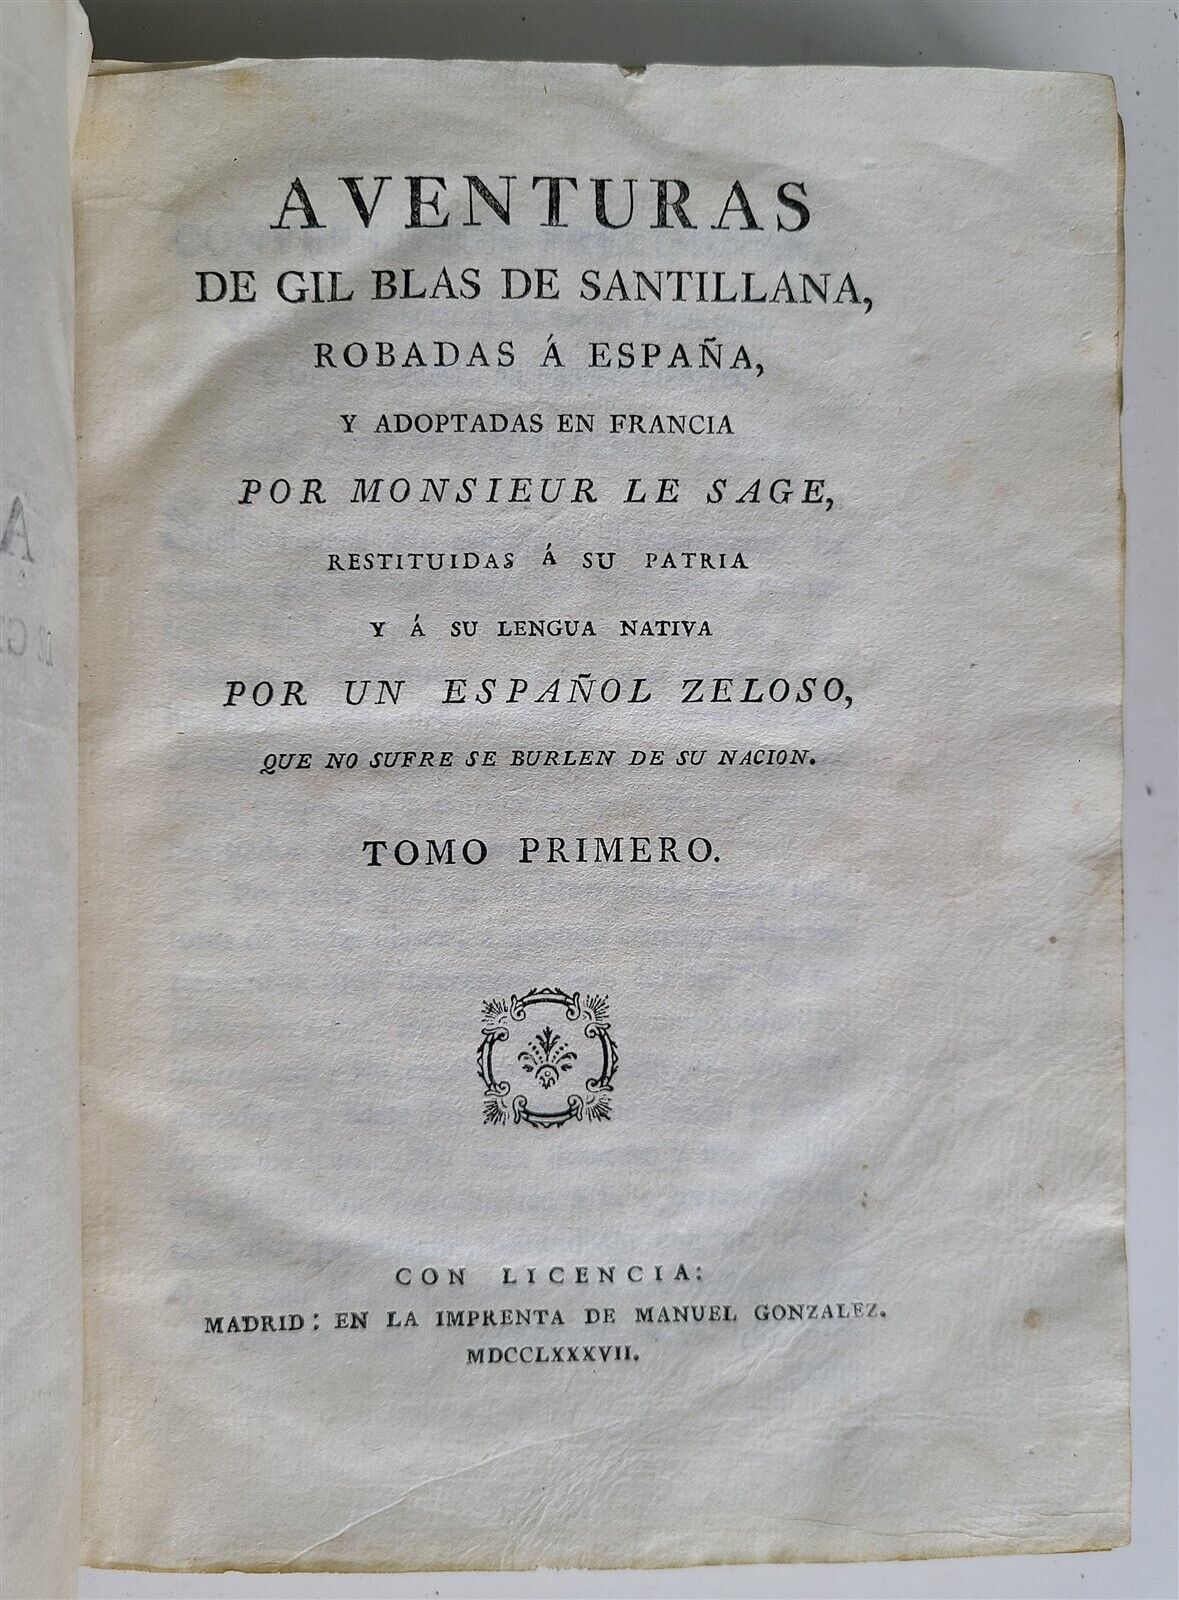 AVENTURAS
DE GIL BLAS DE SANTILLANA,
ROBADAS Á ESPAÑA,
Y ADOPTADAS EN FRANCIA
POR MONSIEUR LE SAGE,
RESTITUIDAS Á SU PATRIA
Y Á SU LENGUA NATIVA
POR UN ESPAÑOL ZELOSO,
QUE NO SUFRE SE BURLEN DE SU NACION.
TOMO PRIMERO.
CON LICENCIA:
MADRID: EN LA IMPRENTA DE MANUEL GONZALEZ.
MDCCLXXXVII.